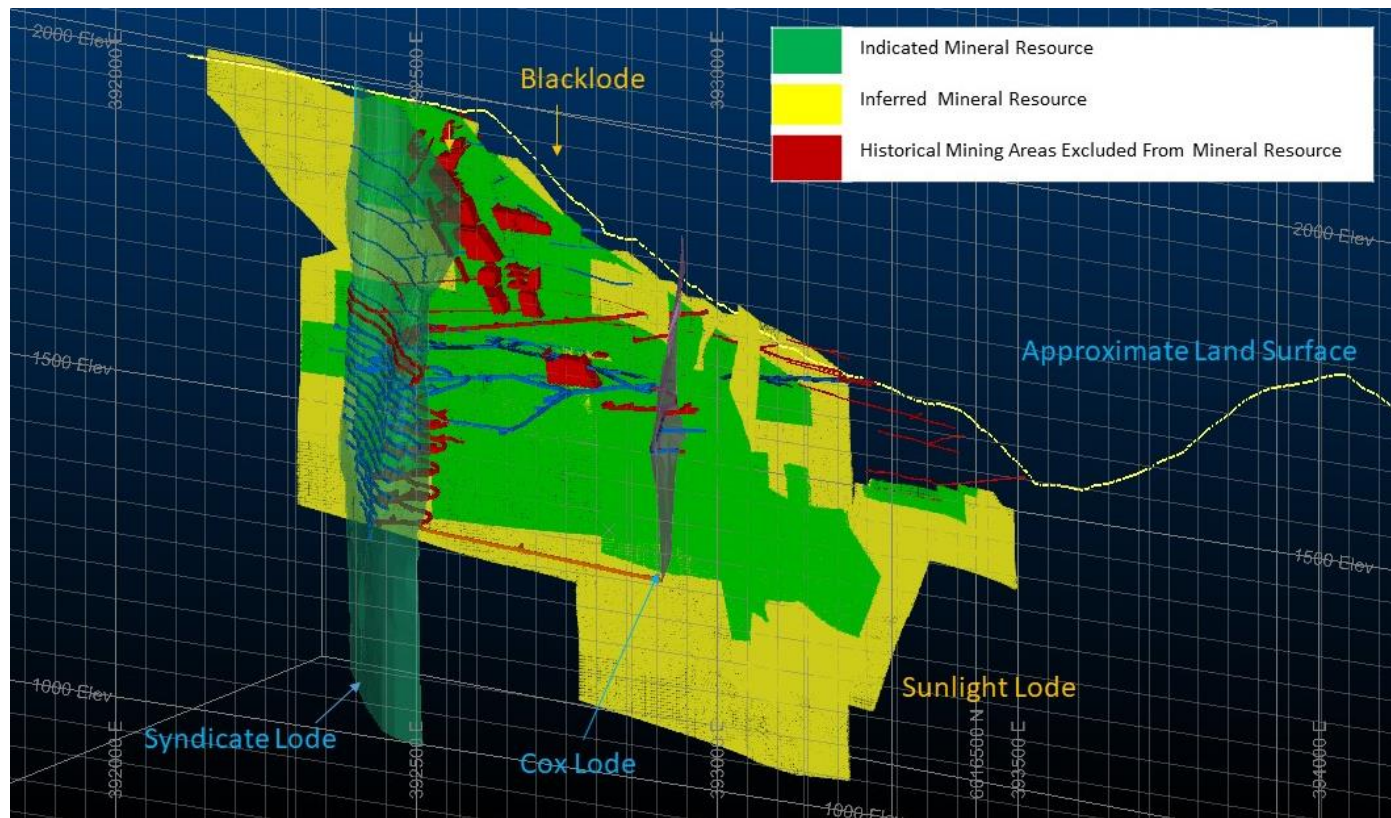 2000 Elev
392000 E
392500 E
393000 E
Blacklode
Indicated Mineral Resource
Inferred Mineral Resource
Historical Mining Areas Excluded From Mineral Resource
2000 Elev
1500 Elev
Approximate Land Surface
1500 Elev
1000 Elev
Sunlight Lode
Syndicate Lode
Cox Lode
392000 E
392500 E
393000 E
6616500 N
393500 E
394000 E
1000 Elev